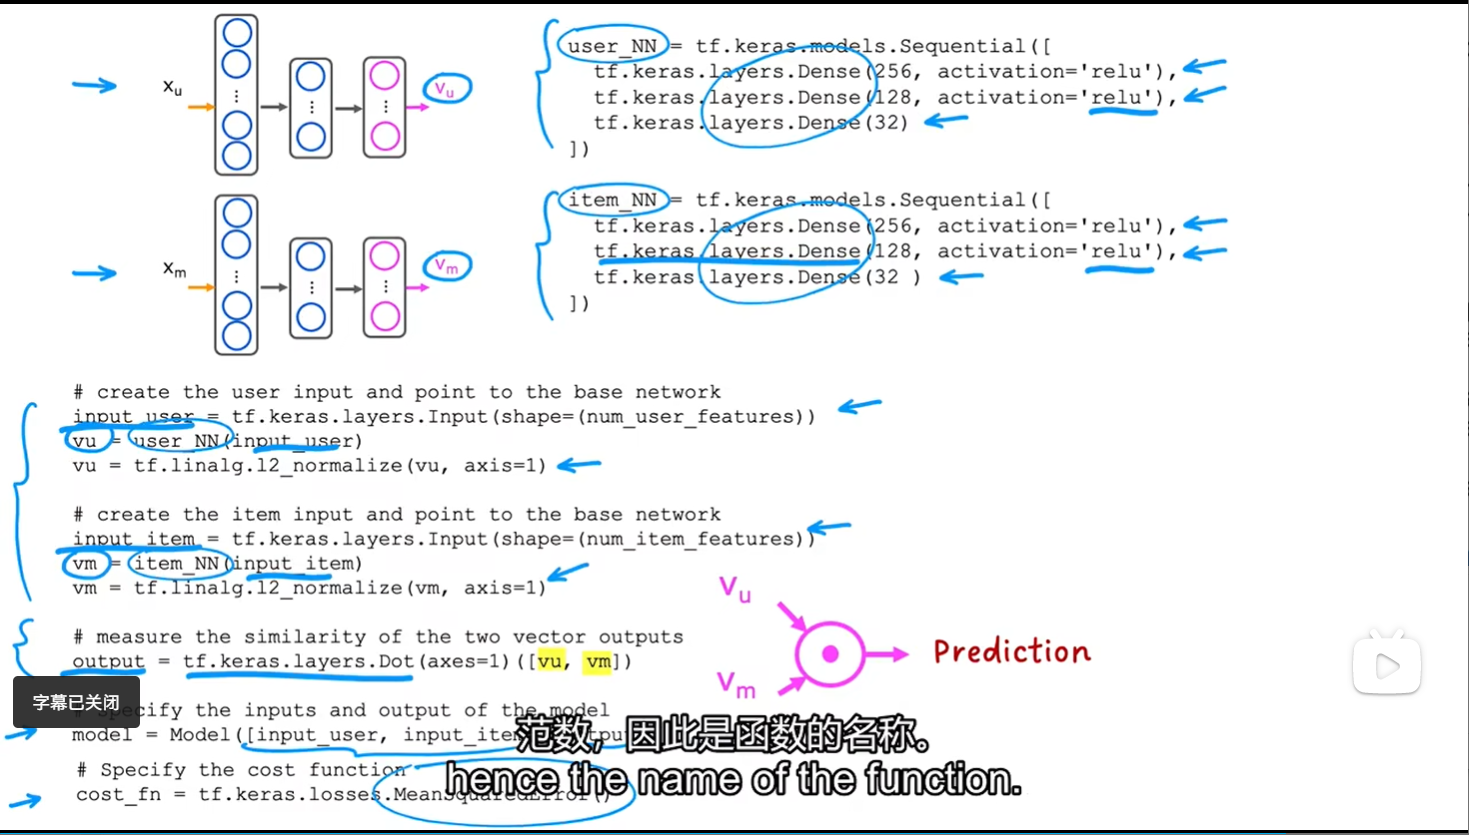 x_u
v_u
user_NN = tf.keras.models.Sequential([
tf.keras.layers.Dense(256, activation='relu'),
tf.keras.layers.Dense(128, activation='relu'),
tf.keras.layers.Dense(32)
])
x_m
v_m
item_NN = tf.keras.models.Sequential([
tf.keras.layers.Dense(256, activation='relu'),
tf.keras.layers.Dense(128, activation='relu'),
tf.keras.layers.Dense(32 )
])
# create the user input and point to the base network
input_user = tf.keras.layers.Input(shape=(num_user_features))
vu = user_NN(input_user)
vu = tf.linalg.l2_normalize(vu, axis=1)
# create the item input and point to the base network
input_item = tf.keras.layers.Input(shape=(num_item_features))
vm = item_NN(input_item)
vm = tf.linalg.l2_normalize(vm, axis=1)
# measure the similarity of the two vector outputs
output = tf.keras.layers.Dot(axes=1)([vu, vm])
v_u
v_m
Prediction
字幕已关闭
the inputs and output of the model
model = Model([input_user,
# Specify the cost function
cost_fn = tf.keras.losses.MeanSquaredError()
范数，因此是函数的名称。
hence the name of the function.